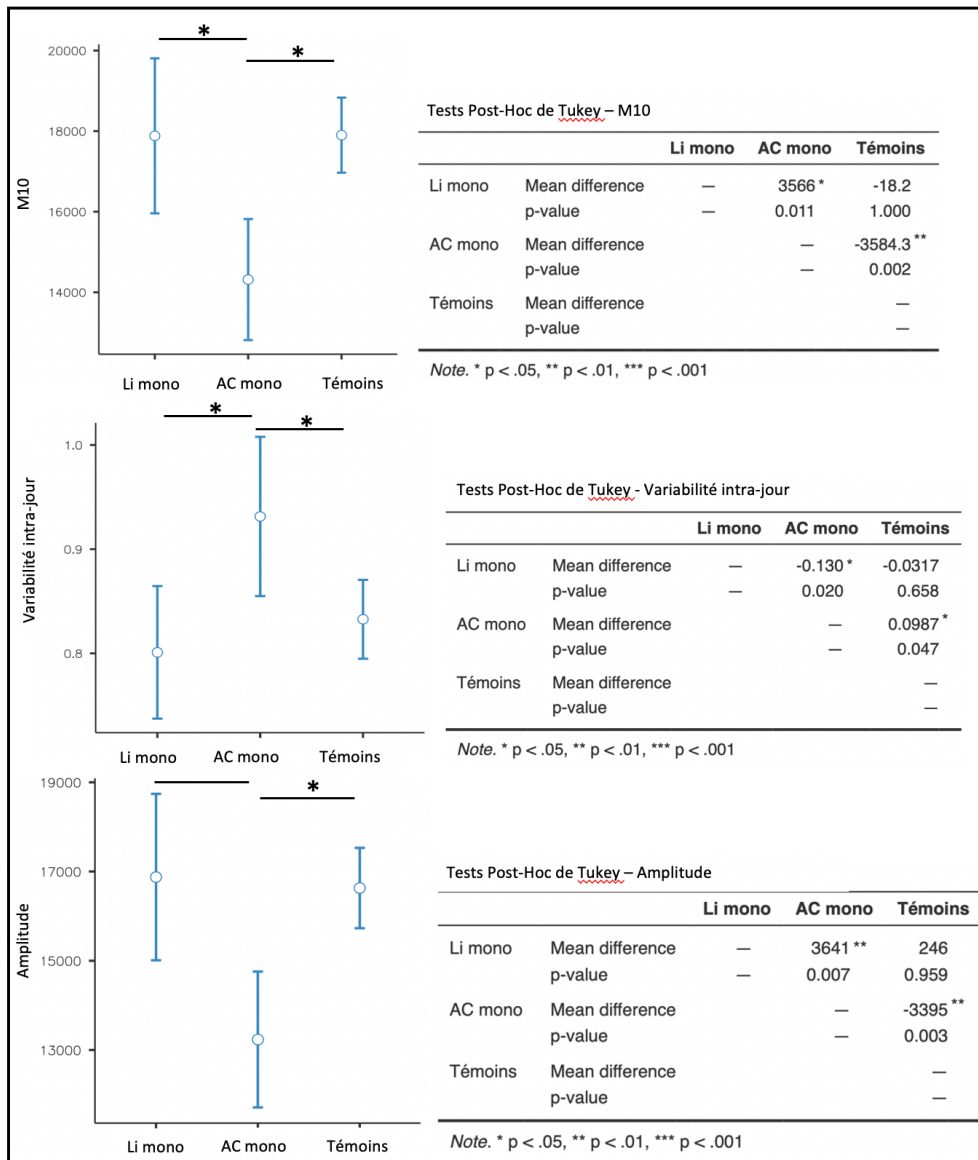 * *
20000
18000
16000
14000
M10
Li mono AC mono Témoins
Tests Post-Hoc de Tukey – M10
Li mono AC mono Témoins
Li mono Mean difference — 3566 * -18.2
p-value — 0.011 1.000
AC mono Mean difference — -3584.3 **
p-value — 0.002
Témoins Mean difference —
p-value —
Note. * p < .05, ** p < .01, *** p < .001
* *
1.0
0.9
0.8
Variabilité intra-jour
Li mono AC mono Témoins
Tests Post-Hoc de Tukey - Variabilité intra-jour
Li mono AC mono Témoins
Li mono Mean difference — -0.130 * -0.0317
p-value — 0.020 0.658
AC mono Mean difference — 0.0987 *
p-value — 0.047
Témoins Mean difference —
p-value —
Note. * p < .05, ** p < .01, *** p < .001
*
19000
17000
15000
13000
Amplitude
Li mono AC mono Témoins
Tests Post-Hoc de Tukey – Amplitude
Li mono AC mono Témoins
Li mono Mean difference — 3641 ** 246
p-value — 0.007 0.959
AC mono Mean difference — -3395 **
p-value — 0.003
Témoins Mean difference —
p-value —
Note. * p < .05, ** p < .01, *** p < .001